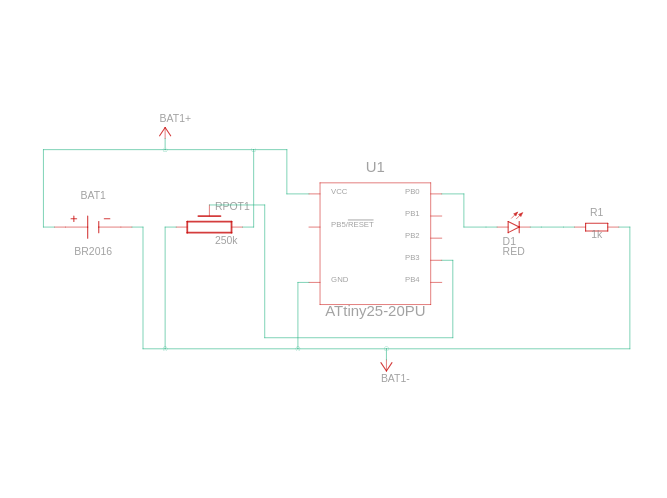 BAT1+
U1
BAT1
+ −
BR2016
RPOT1
250k
VCC
PB5/RESET
GND
PB0
PB1
PB2
PB3
PB4
ATtiny25-20PU
D1
RED
R1
1k
BAT1-